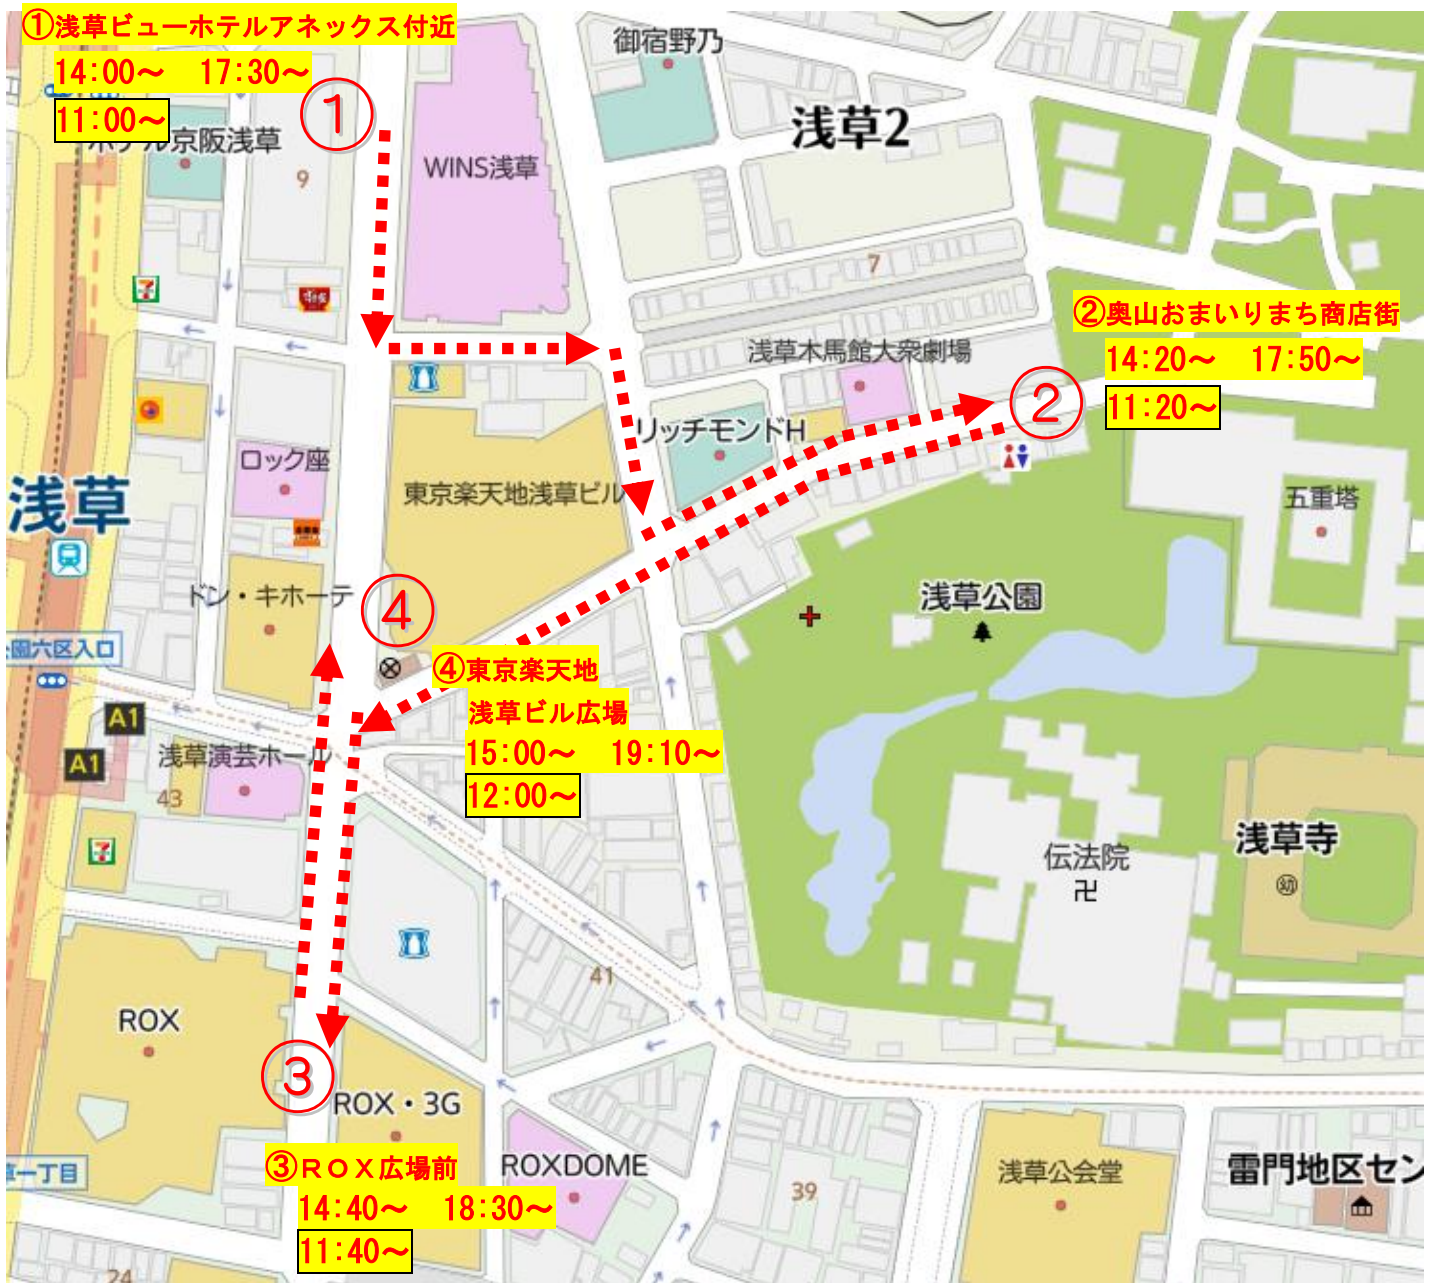 ①浅草ビューホテルアネックス付近
14:00～　17:30～
11:00～
①
御宿野乃
浅草2
京阪浅草
WINS浅草
9
7
②奥山おまいりまち商店街
14:20～　17:50～
11:20～
浅草木馬館大衆劇場
②
リッチモンドH
ロック座
東京楽天地浅草ビル
浅草
五重塔
ドン・キホーテ
④
浅草公園
園六区入口
④東京楽天地
浅草ビル広場
15:00～　19:10～
12:00～
A1
A1
浅草演芸ホール
43
浅草寺
伝法院
卍
幼
41
ROX
③
ROX・3G
③ＲＯＸ広場前
14:40～　18:30～
11:40～
ROXDOME
39
浅草公会堂
雷門地区セン
一丁目
24